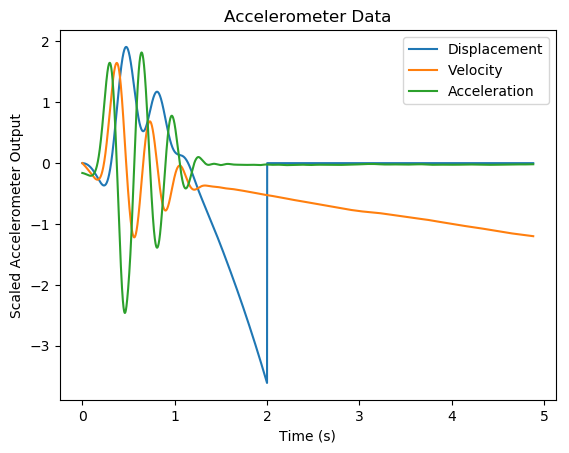 Accelerometer Data
Displacement
Velocity
Acceleration
Scaled Accelerometer Output
2
1
0
−1
−2
−3
0 1 2 3 4 5
Time (s)